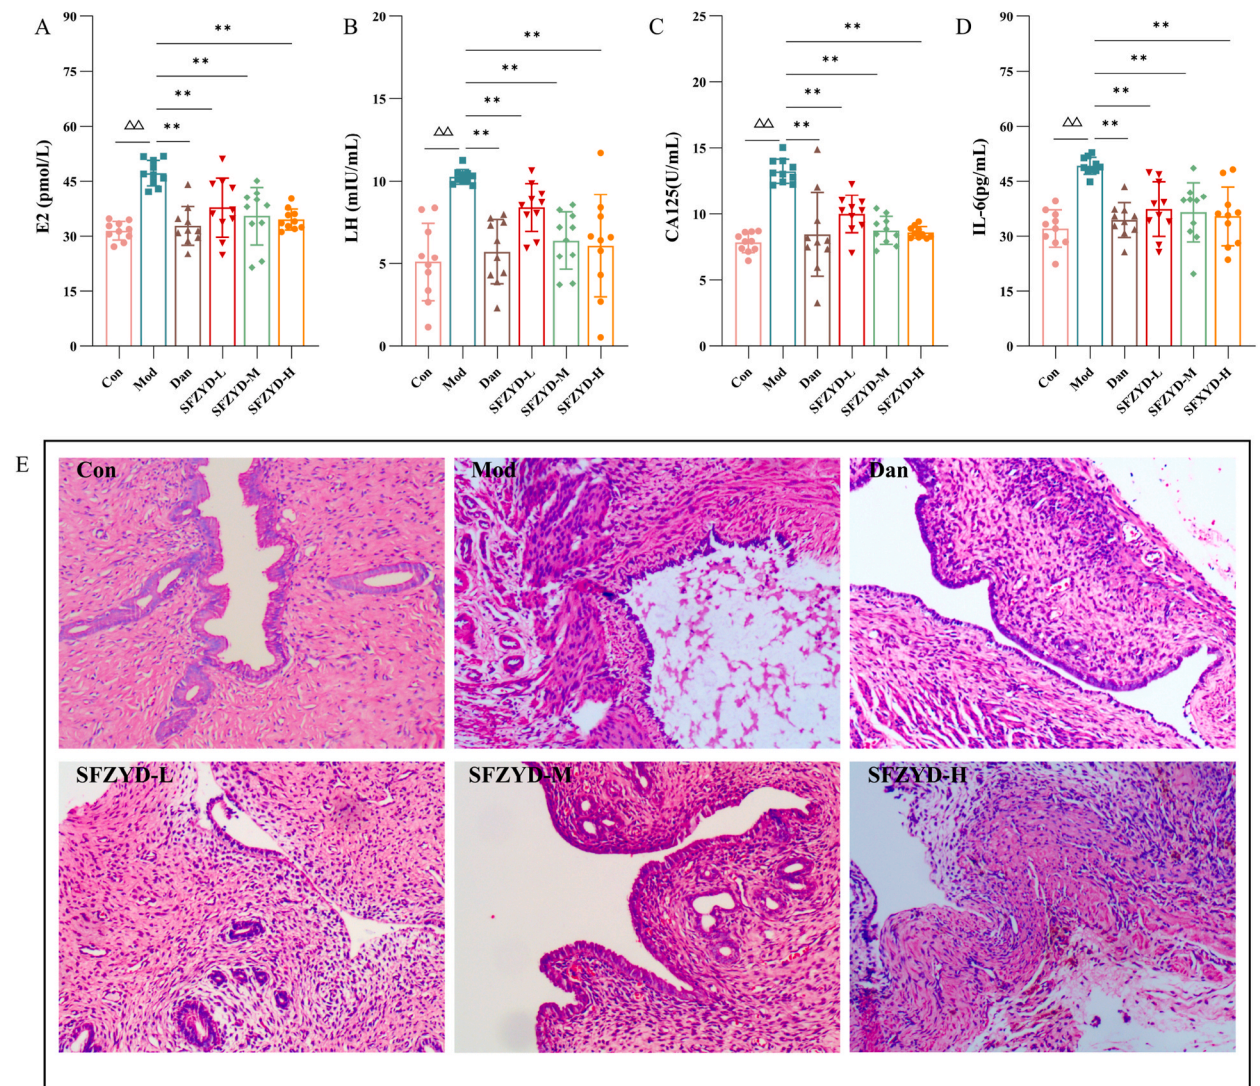 A
E2 (pmol/L)
90
75
60
45
30
15
0
△△
**
**
**
**
Con
Mod
Dan
SFZYD-L
SFZYD-M
SFZYD-H
B
LH (mIU/mL)
20
15
10
5
0
△△
**
**
**
**
Con
Mod
Dan
SFZYD-L
SFZYD-M
SFZYD-H
C
CA125(U/mL)
25
20
15
10
5
0
△△
**
**
**
**
Con
Mod
Dan
SFZYD-L
SFZYD-M
SFZYD-H
D
IL-6(pg/mL)
90
75
60
45
30
15
0
△△
**
**
**
**
Con
Mod
Dan
SFZYD-L
SFZYD-M
SFXYD-H
E
Con
Mod
Dan
SFZYD-L
SFZYD-M
SFZYD-H